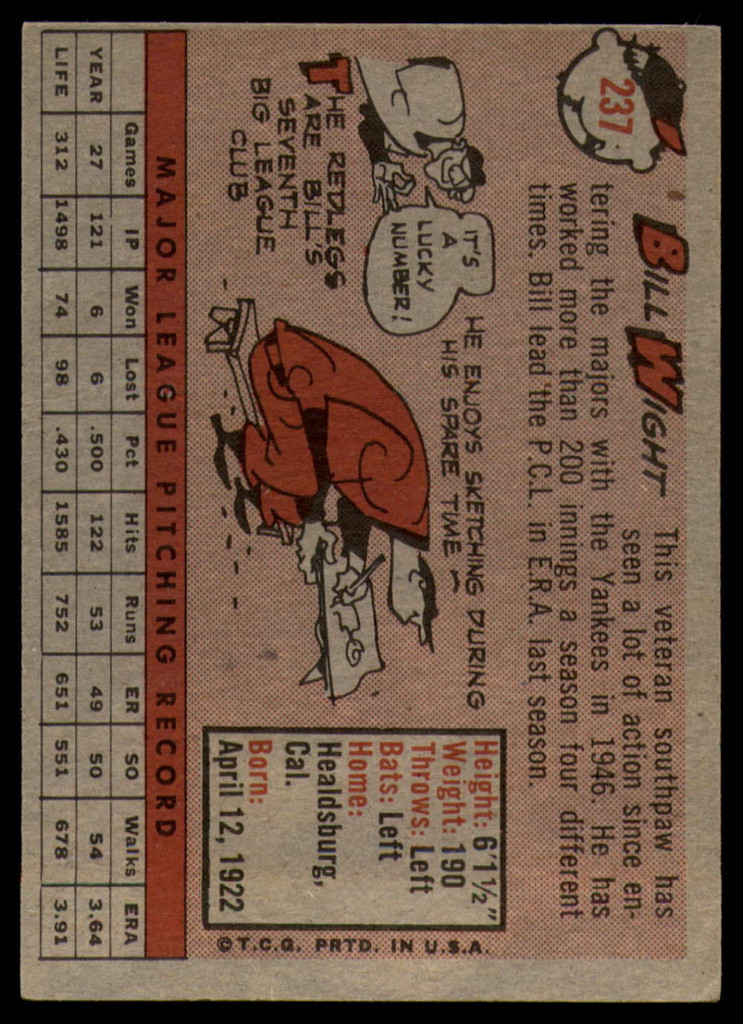 237
BILL WIGHT
This veteran southpaw has
seen a lot of action since en-
tering the majors with the Yankees in 1946. He has
worked more than 200 innings a season four different
times. Bill lead the P.C.L. in E.R.A. last season.
THE REDLEGS
ARE BILL'S
SEVENTH
BIG LEAGUE
CLUB
IT'S
A
LUCKY
NUMBER!
HE ENJOYS SKETCHING DURING
HIS SPARE TIME
Height: 6'1½"
Weight: 190
Throws: Left
Bats: Left
Home:
Healdsburg,
Cal.
Born:
April 12, 1922
©T.C.G. PRTD. IN U.S.A.
MAJOR LEAGUE PITCHING RECORD
Games IP Won Lost Pct Hits Runs ER SO Walks ERA
YEAR 27 121 6 6 .500 122 53 49 50 54 3.64
LIFE 312 1498 74 98 .430 1585 752 651 551 678 3.91